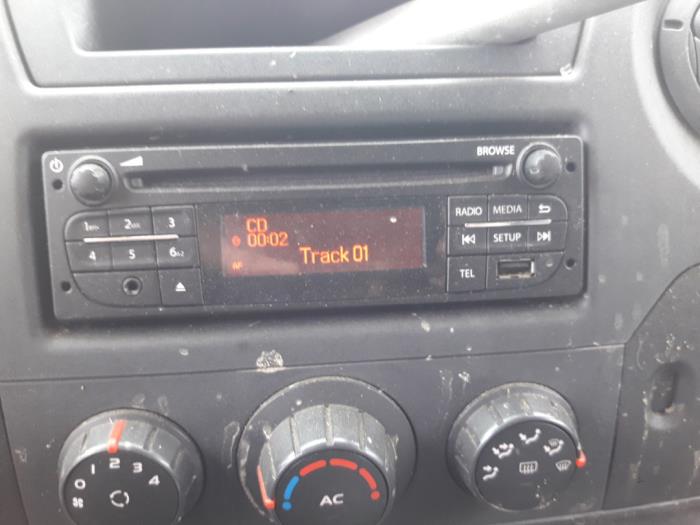 BROWSE
1
2
3
RADIO
MEDIA
CD
00:02
Track 01
AF
4
5
6
SETUP
TEL
0
1
2
3
4
AC